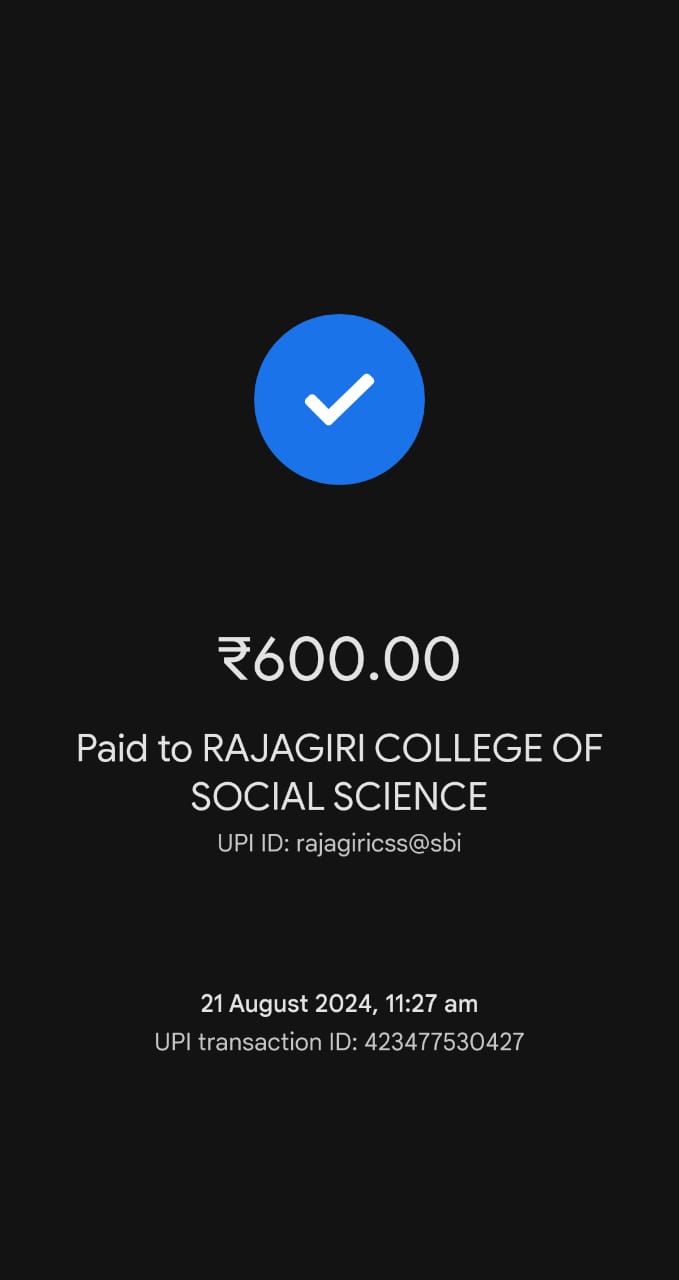 ₹600.00
Paid to RAJAGIRI COLLEGE OF
SOCIAL SCIENCE
UPI ID: rajagiricss@sbi
21 August 2024, 11:27 am
UPI transaction ID: 423477530427